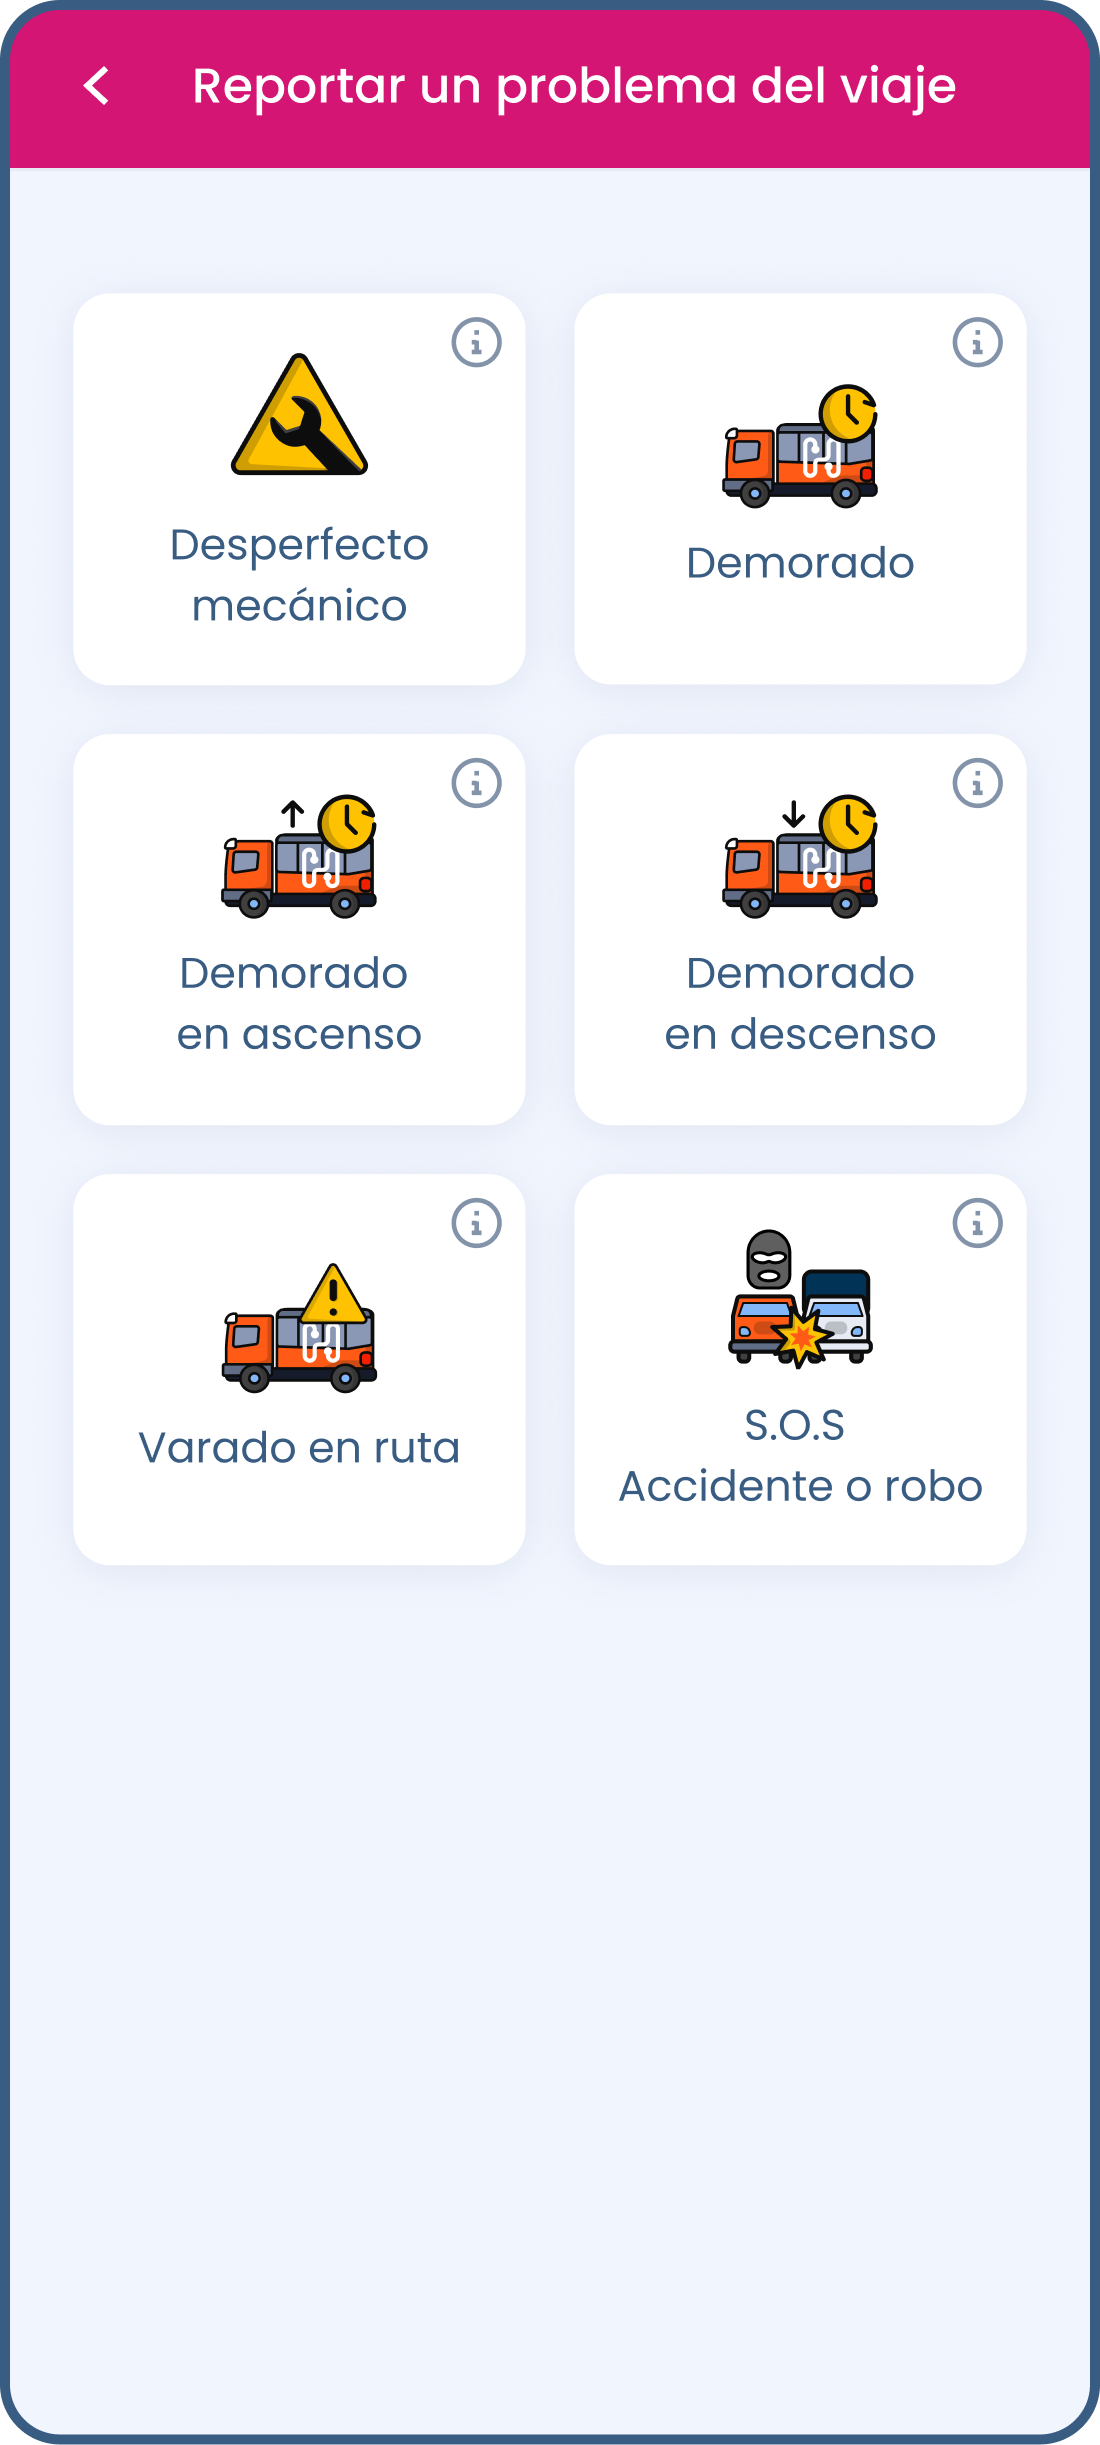 Reportar un problema del viaje
Desperfecto
mecánico
Demorado
Demorado
en ascenso
Demorado
en descenso
Varado en ruta
S.O.S
Accidente o robo